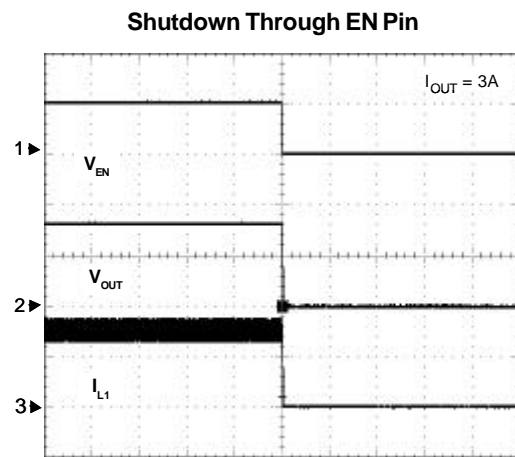 Shutdown Through EN Pin
I_OUT = 3A
1
V_EN
V_OUT
2
I_L1
3